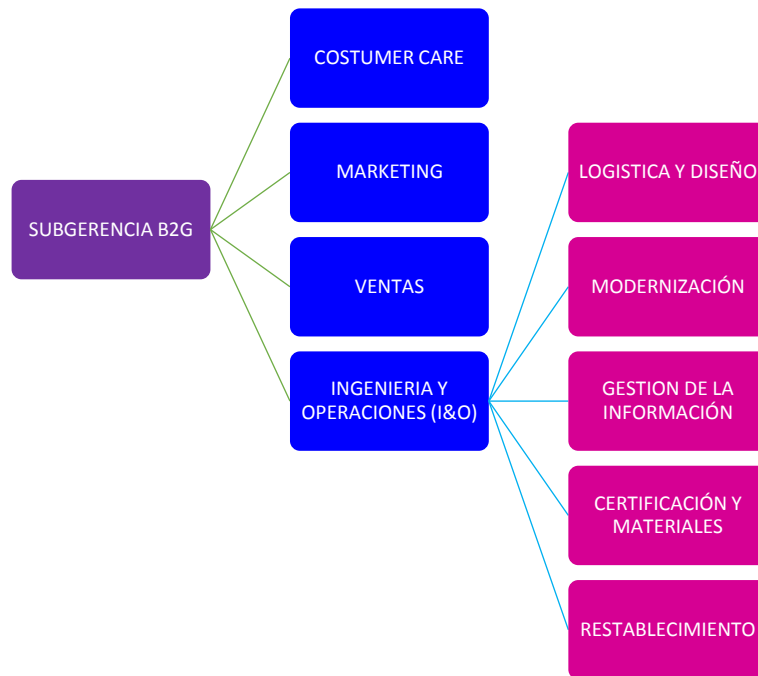 SUBGERENCIA B2G
COSTUMER CARE
MARKETING
VENTAS
INGENIERIA Y
OPERACIONES (I&O)
LOGISTICA Y DISEÑO
MODERNIZACIÓN
GESTION DE LA
INFORMACIÓN
CERTIFICACIÓN Y
MATERIALES
RESTABLECIMIENTO